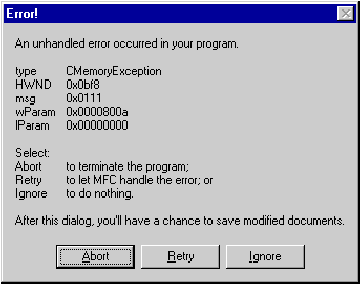 Error!
An unhandled error occurred in your program.
type CMemoryException
HWND 0x0bf8
msg 0x0111
wParam 0x0000800a
lParam 0x00000000
Select:
Abort to terminate the program;
Retry to let MFC handle the error; or
Ignore to do nothing.
After this dialog, you'll have a chance to save modified documents.
Abort Retry Ignore